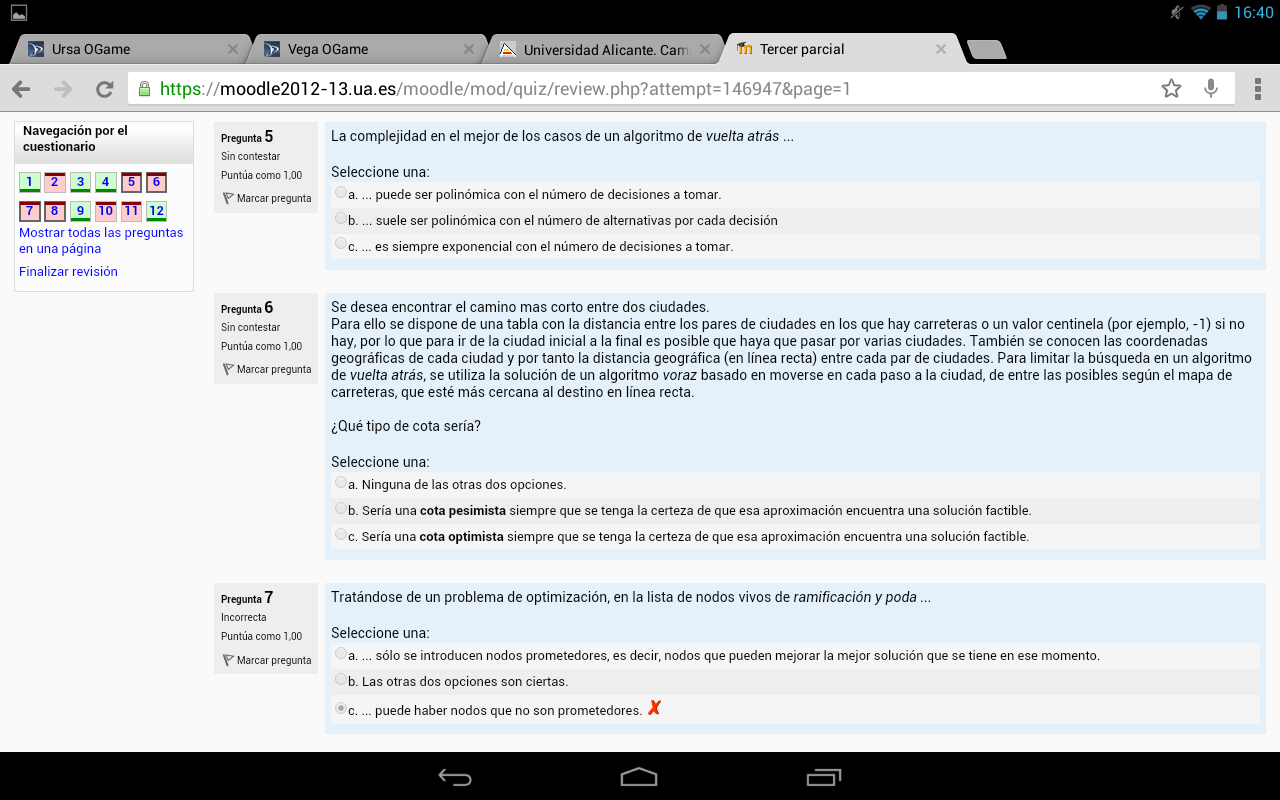 16:40
Ursa OGame
Vega OGame
Universidad Alicante. Cam
Tercer parcial
https://moodle2012-13.ua.es/moodle/mod/quiz/review.php?attempt=146947&page=1
Navegación por el
cuestionario
1 2 3 4 5 6
7 8 9 10 11 12
Mostrar todas las preguntas
en una página
Finalizar revisión
Pregunta 5
Sin contestar
Puntúa como 1,00
Marcar pregunta
La complejidad en el mejor de los casos de un algoritmo de vuelta atrás ...
Seleccione una:
a. ... puede ser polinómica con el número de decisiones a tomar.
b. ... suele ser polinómica con el número de alternativas por cada decisión
c. ... es siempre exponencial con el número de decisiones a tomar.
Pregunta 6
Sin contestar
Puntúa como 1,00
Marcar pregunta
Se desea encontrar el camino mas corto entre dos ciudades.
Para ello se dispone de una tabla con la distancia entre los pares de ciudades en los que hay carreteras o un valor centinela (por ejemplo, -1) si no
hay, por lo que para ir de la ciudad inicial a la final es posible que haya que pasar por varias ciudades. También se conocen las coordenadas
geográficas de cada ciudad y por tanto la distancia geográfica (en línea recta) entre cada par de ciudades. Para limitar la búsqueda en un algoritmo
de vuelta atrás, se utiliza la solución de un algoritmo voraz basado en moverse en cada paso a la ciudad, de entre las posibles según el mapa de
carreteras, que esté más cercana al destino en línea recta.
¿Qué tipo de cota sería?
Seleccione una:
a. Ninguna de las otras dos opciones.
b. Sería una cota pesimista siempre que se tenga la certeza de que esa aproximación encuentra una solución factible.
c. Sería una cota optimista siempre que se tenga la certeza de que esa aproximación encuentra una solución factible.
Pregunta 7
Incorrecta
Puntúa como 1,00
Marcar pregunta
Tratándose de un problema de optimización, en la lista de nodos vivos de ramificación y poda ...
Seleccione una:
a. ... sólo se introducen nodos prometedores, es decir, nodos que pueden mejorar la mejor solución que se tiene en ese momento.
b. Las otras dos opciones son ciertas.
c. ... puede haber nodos que no son prometedores.